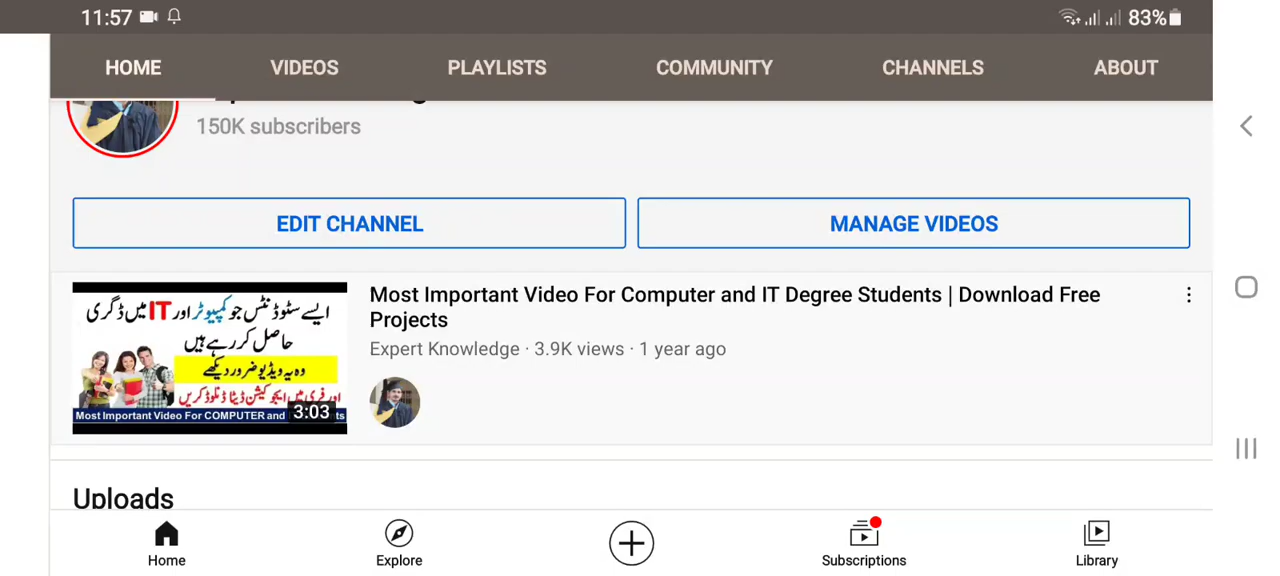 11:57
83%
HOME VIDEOS PLAYLISTS COMMUNITY CHANNELS ABOUT
150K subscribers
EDIT CHANNEL MANAGE VIDEOS
ایسے سٹوڈنٹس جو کمپیوٹر اور IT میں ڈگری
حاصل کر رہے ہیں
وہ یہ ویڈیو ضرور دیکھے
اور فری میں ایجوکیشن ڈیٹا ڈنلوڈ کریں
Most Important Video For COMPUTER and
3:03
Most Important Video For Computer and IT Degree Students | Download Free
Projects
Expert Knowledge · 3.9K views · 1 year ago
Uploads
Home Explore Subscriptions Library